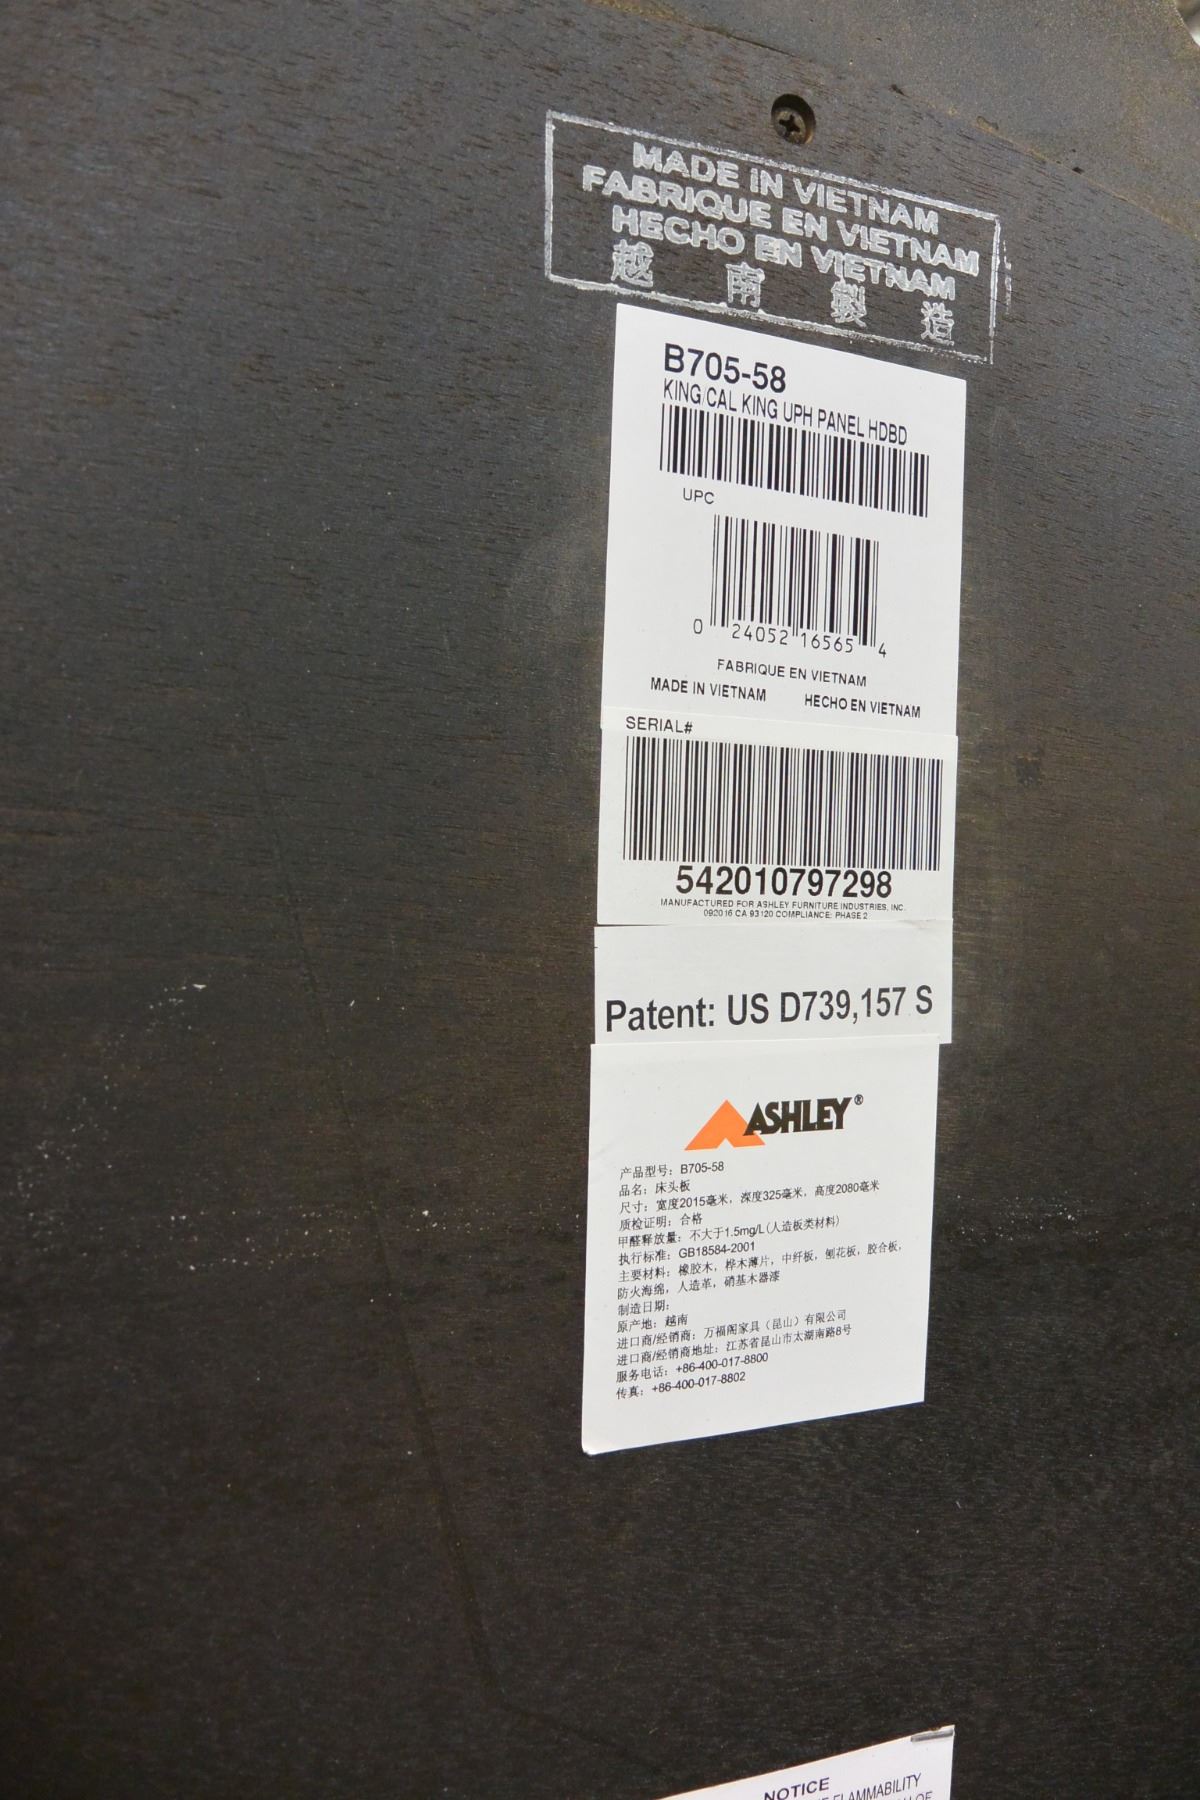 MADE IN VIETNAM
FABRIQUE EN VIETNAM
HECHO EN VIETNAM
越 南 製 造
B705-58
KING/CAL KING UPH PANEL HDBD
UPC
0 24052 16565 4
FABRIQUE EN VIETNAM
MADE IN VIETNAM HECHO EN VIETNAM
SERIAL#
542010797298
MANUFACTURED FOR ASHLEY FURNITURE INDUSTRIES, INC.
092016 CA 93120 COMPLIANCE: PHASE 2
Patent: US D739,157 S
ASHLEY®
产品型号: B705-58
品名: 床头板
尺寸: 宽度2015毫米, 深度325毫米, 高度2080毫米
质检证明: 合格
甲醛释放量: 不大于1.5mg/L(人造板类材料)
执行标准: GB18584-2001
主要材料: 橡胶木, 桦木薄片, 中纤板, 刨花板, 胶合板,
防火海绵, 人造革, 硝基木器漆
制造日期:
原产地: 越南
进口商/经销商: 万福阁家具 (昆山) 有限公司
进口商/经销商地址: 江苏省昆山市太湖南路8号
服务电话: +86-400-017-8800
传真: +86-400-017-8802
NOTICE
FLAMMABILITY
OF